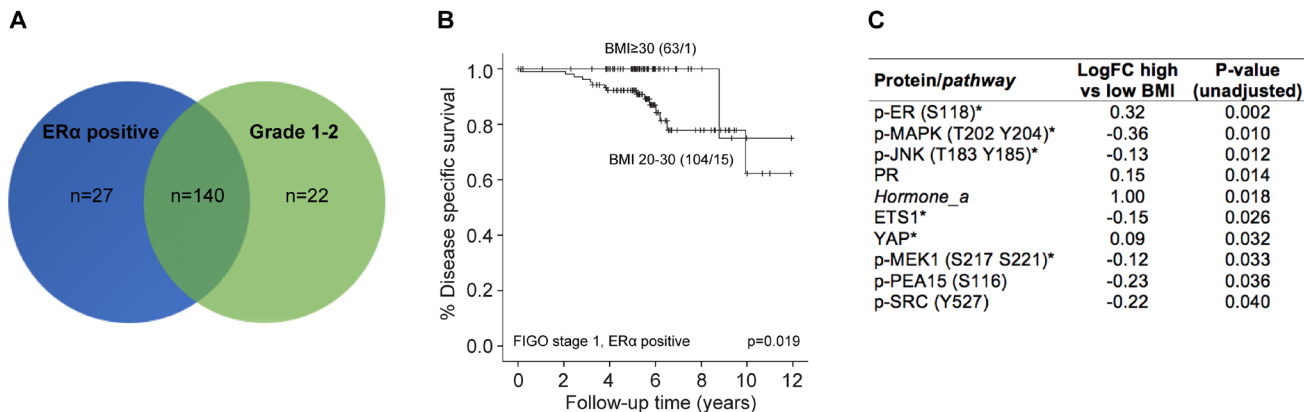 A
ERα positive
Grade 1-2
n=27
n=140
n=22
B
BMI≥30 (63/1)
BMI 20-30 (104/15)
% Disease specific survival
1.0
0.8
0.6
0.4
0.2
0.0
FIGO stage 1, ERα positive p=0.019
0 2 4 6 8 10 12
Follow-up time (years)
C
Protein/pathway LogFC high vs low BMI P-value (unadjusted)
p-ER (S118)* 0.32 0.002
p-MAPK (T202 Y204)* -0.36 0.010
p-JNK (T183 Y185)* -0.13 0.012
PR 0.15 0.014
Hormone_a 1.00 0.018
ETS1* -0.15 0.026
YAP* 0.09 0.032
p-MEK1 (S217 S221)* -0.12 0.033
p-PEA15 (S116) -0.23 0.036
p-SRC (Y527) -0.22 0.040